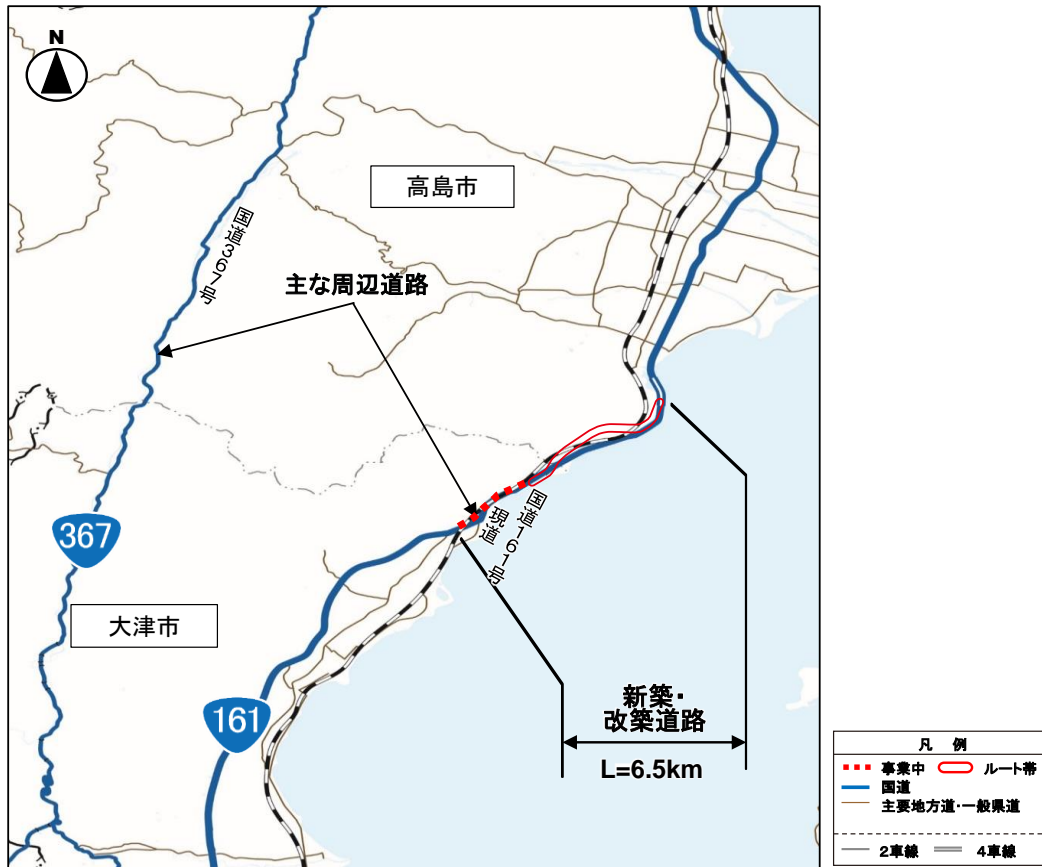 N
高島市
国道367号
主な周辺道路
国道161号
現道
367
大津市
161
新築・
改築道路
L=6.5km
凡 例
事業中 ルート帯
国道
主要地方道・一般県道
2車線 4車線